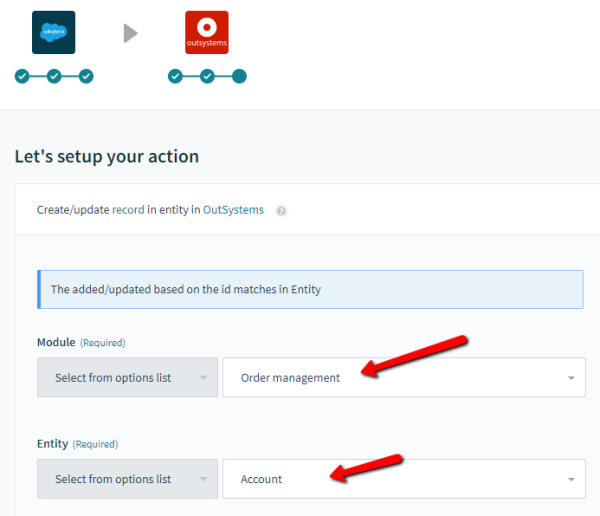 salesforce
outsystems
Let's setup your action
Create/update record in entity in OutSystems ?
The added/updated based on the id matches in Entity
Module (Required)
Select from options list
Order management
Entity (Required)
Select from options list
Account